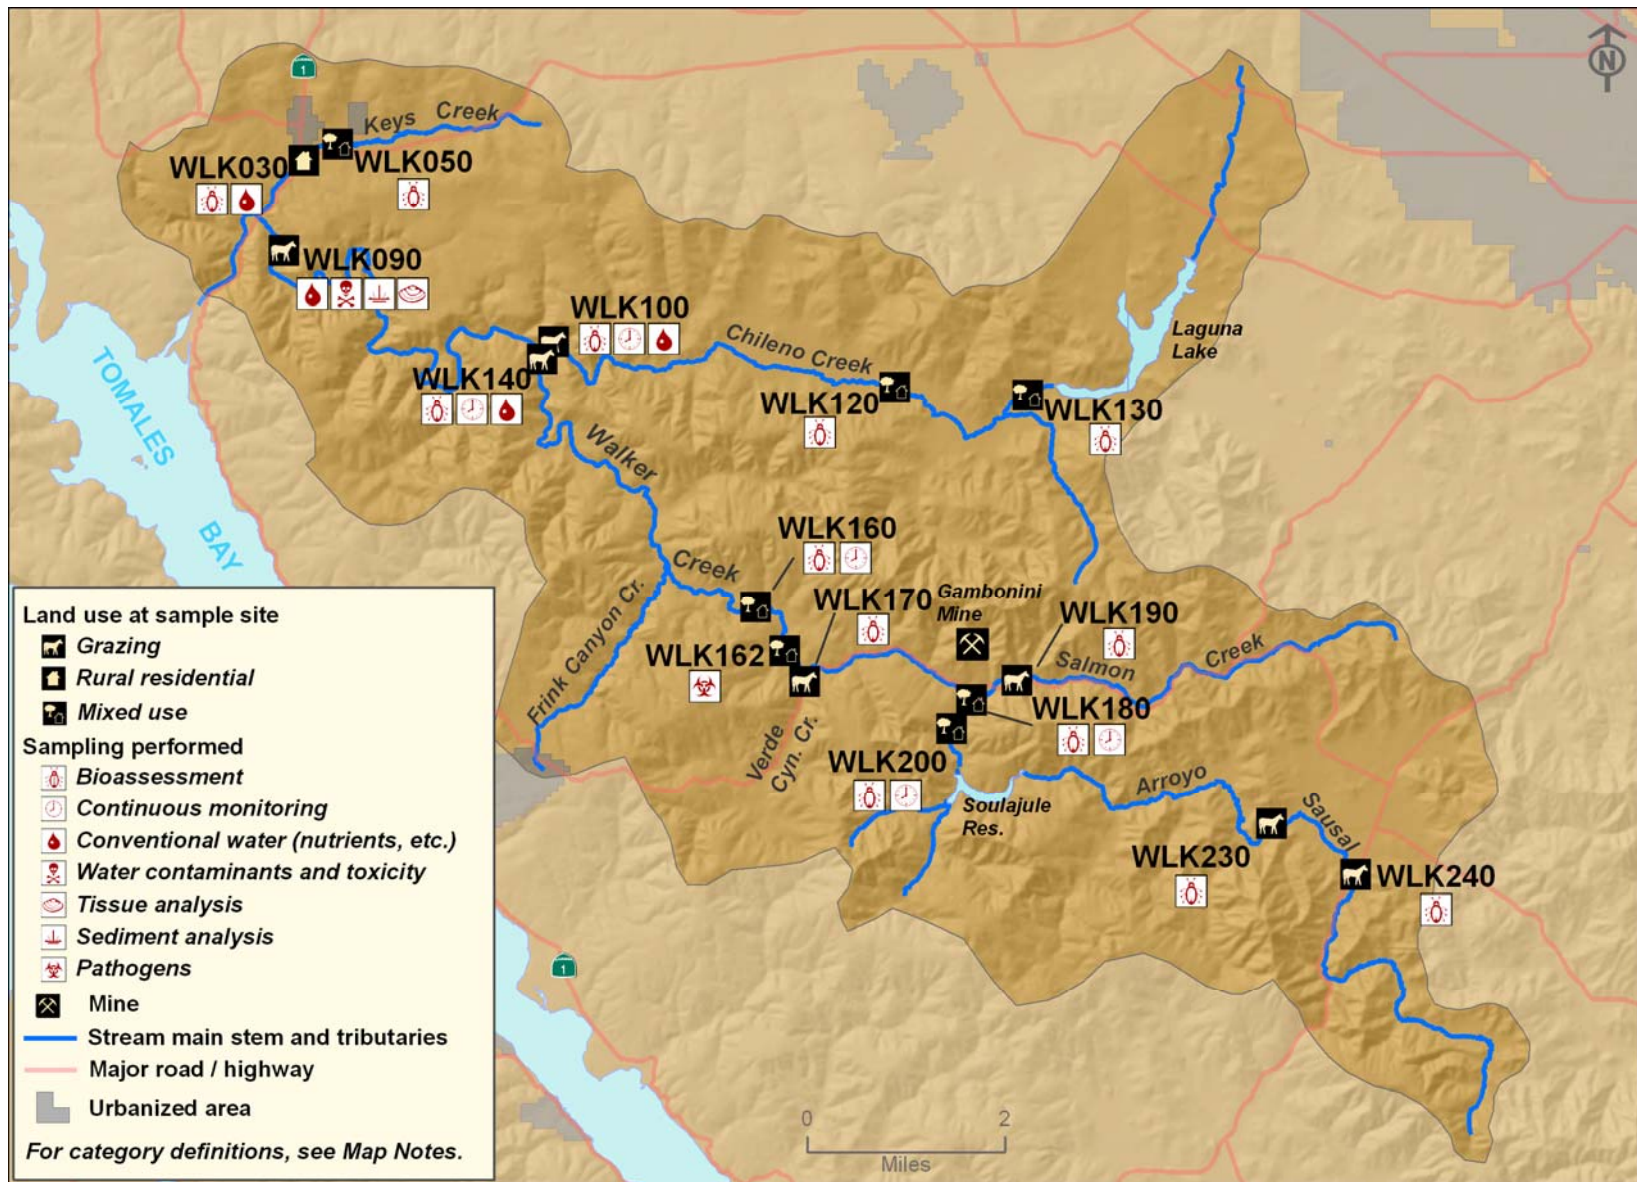 N
1
Keys Creek
WLK030
WLK050
WLK090
WLK100
Chileno Creek
Laguna
Lake
WLK140
WLK120
WLK130
TOMALES
BAY
Walker
Creek
WLK160
Frink Canyon Cr.
WLK170
Gambonini
Mine
WLK190
WLK162
Salmon
Creek
WLK180
Verde
Cyn. Cr.
WLK200
Soulajule
Res.
Arroyo
Sausal
WLK230
WLK240
1
Land use at sample site
Grazing
Rural residential
Mixed use
Sampling performed
Bioassessment
Continuous monitoring
Conventional water (nutrients, etc.)
Water contaminants and toxicity
Tissue analysis
Sediment analysis
Pathogens
Mine
Stream main stem and tributaries
Major road / highway
Urbanized area
For category definitions, see Map Notes.
0 2
Miles